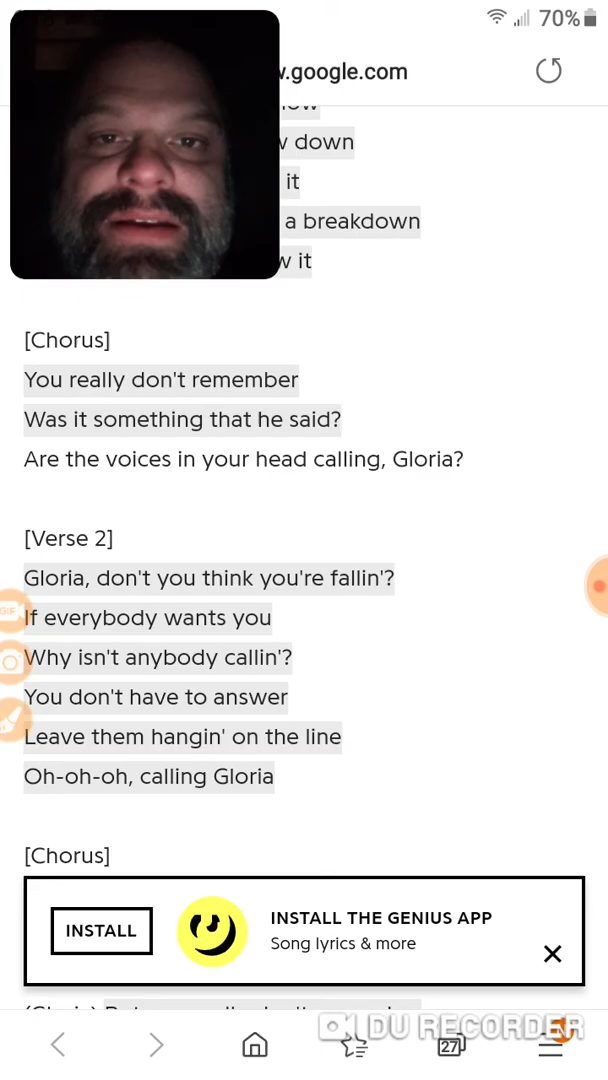 70%
.google.com
down
it
a breakdown
it
[Chorus]
You really don't remember
Was it something that he said?
Are the voices in your head calling, Gloria?
[Verse 2]
Gloria, don't you think you're fallin'?
If everybody wants you
Why isn't anybody callin'?
You don't have to answer
Leave them hangin' on the line
Oh-oh-oh, calling Gloria
[Chorus]
INSTALL
INSTALL THE GENIUS APP
Song lyrics & more
GIF
DU RECORDER
27
N